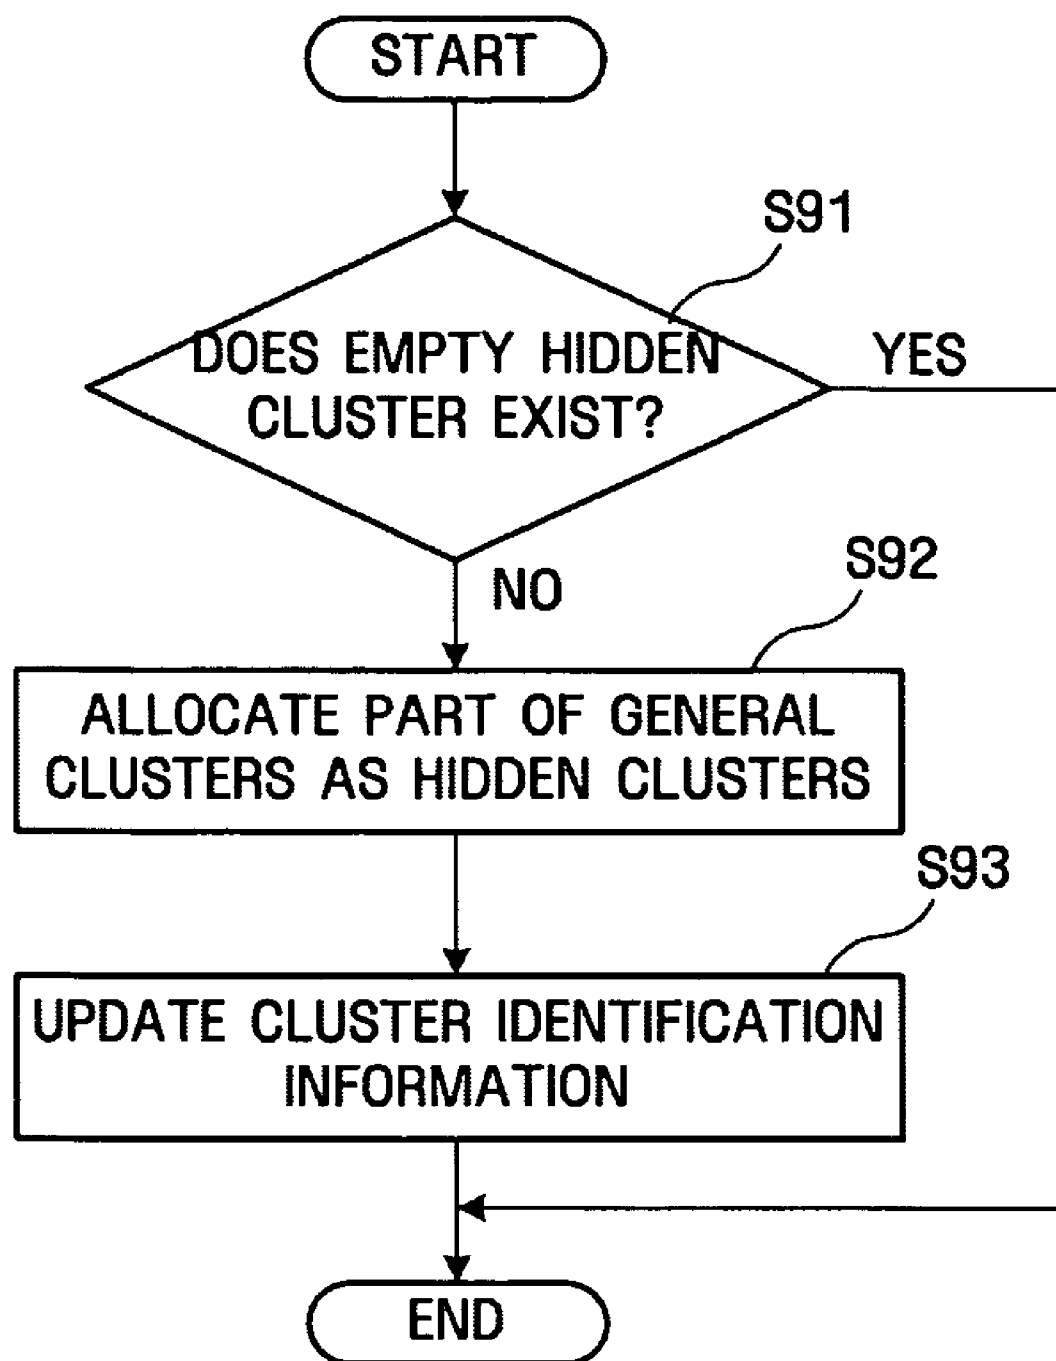 START
S91
DOES EMPTY HIDDEN
CLUSTER EXIST?
YES
NO
S92
ALLOCATE PART OF GENERAL
CLUSTERS AS HIDDEN CLUSTERS
S93
UPDATE CLUSTER IDENTIFICATION
INFORMATION
END